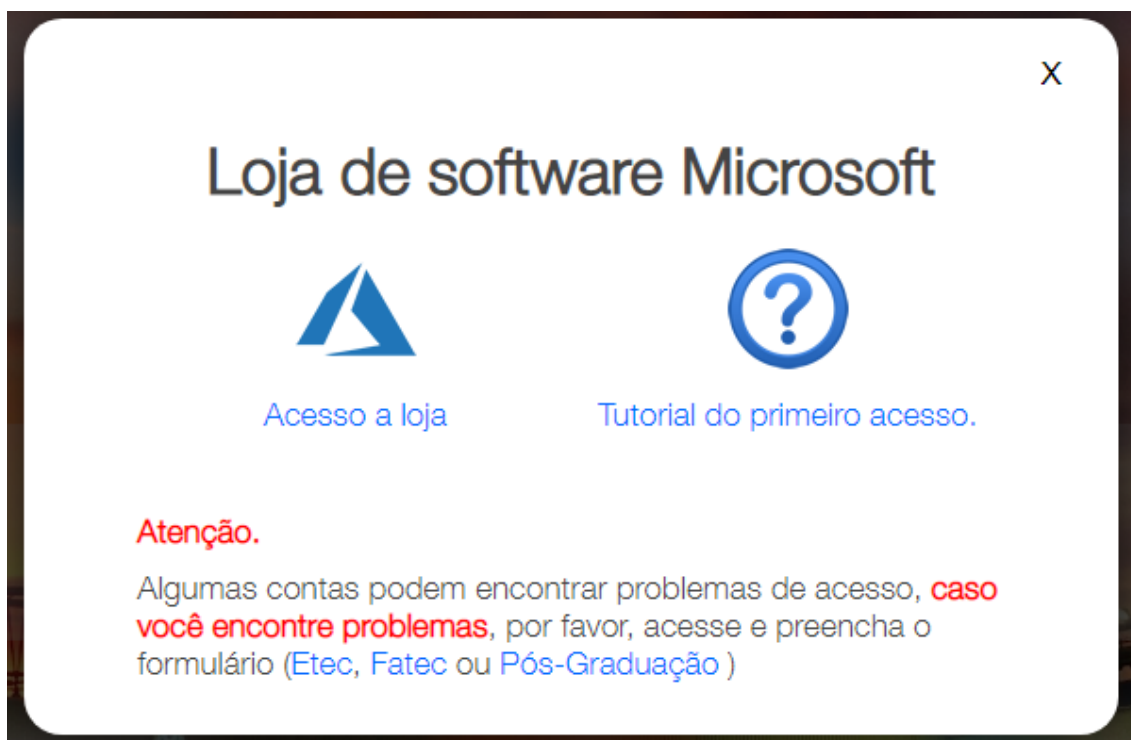 X
Loja de software Microsoft
?
Acesso a loja
Tutorial do primeiro acesso.
Atenção.
Algumas contas podem encontrar problemas de acesso, caso
você encontre problemas, por favor, acesse e preencha o
formulário (Etec, Fatec ou Pós-Graduação )